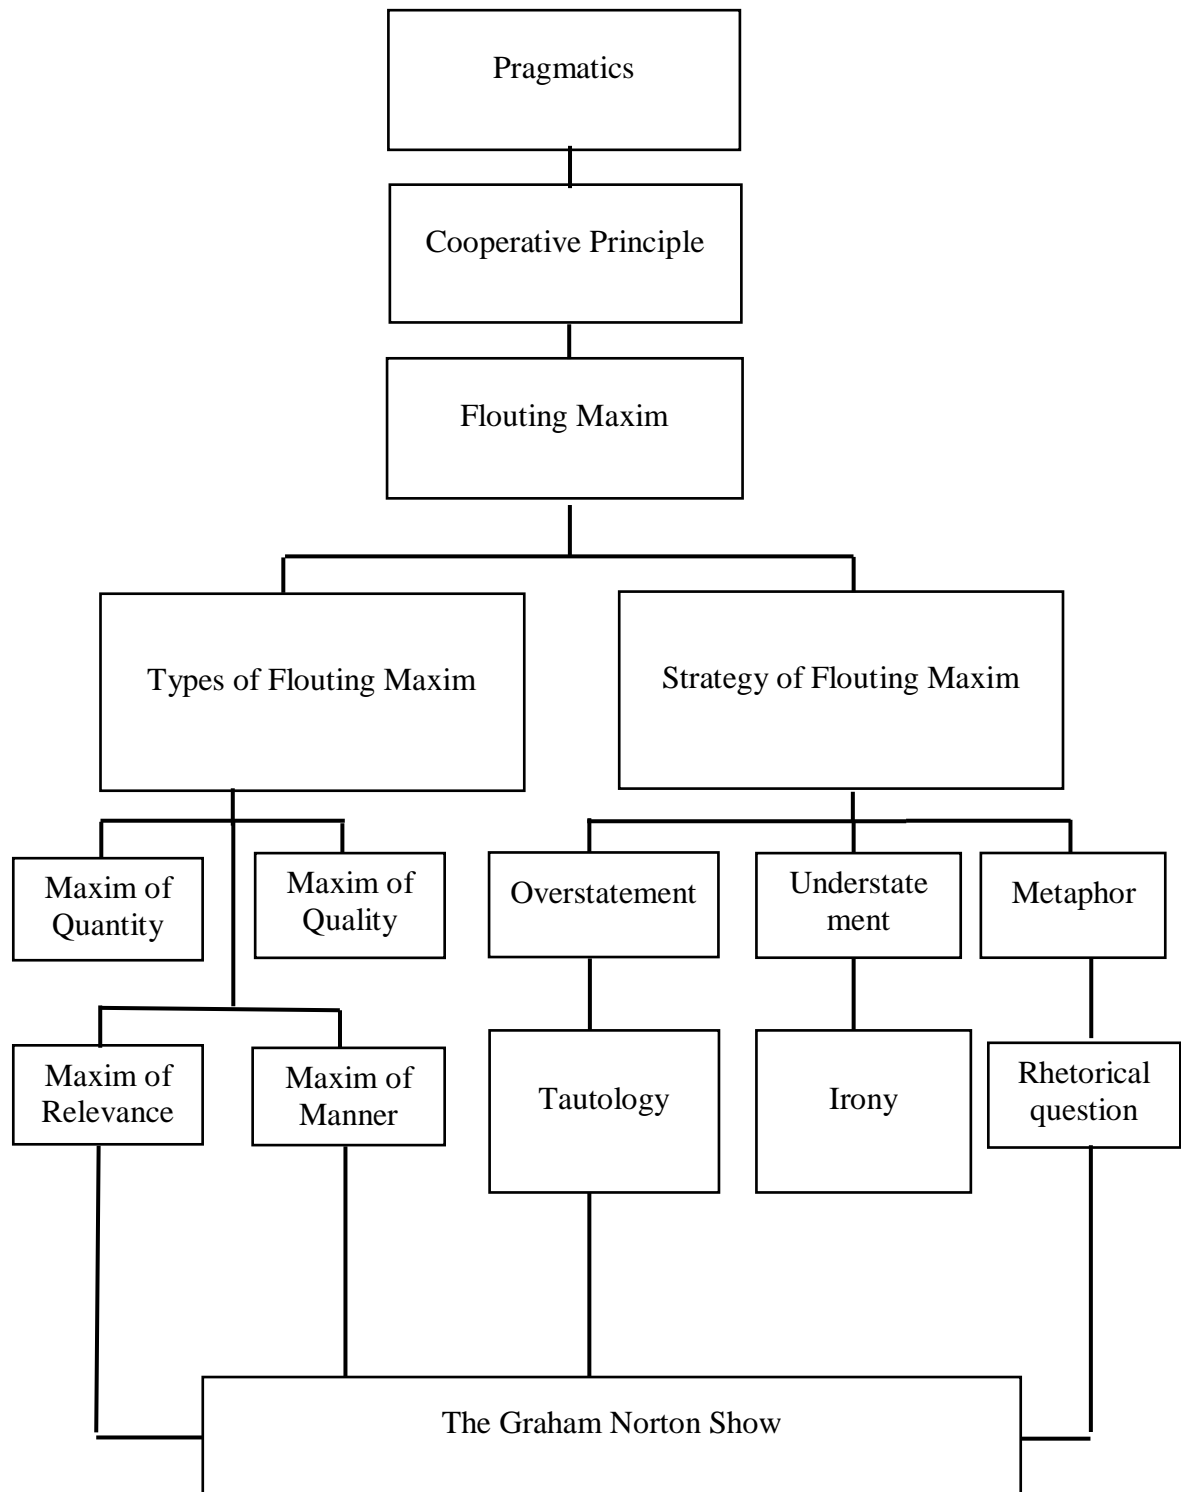 Pragmatics
Cooperative Principle
Flouting Maxim
Types of Flouting Maxim
Strategy of Flouting Maxim
Maxim of
Quantity
Maxim of
Quality
Overstatement
Understate
ment
Metaphor
Maxim of
Relevance
Maxim of
Manner
Tautology
Irony
Rhetorical
question
The Graham Norton Show